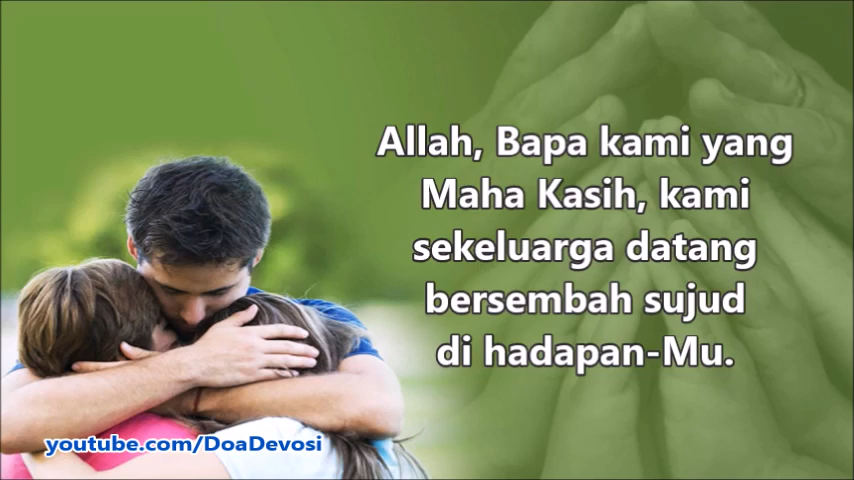 Allah, Bapa kami yang
Maha Kasih, kami
sekeluarga datang
bersembah sujud
di hadapan-Mu.
youtube.com/DoaDevosi